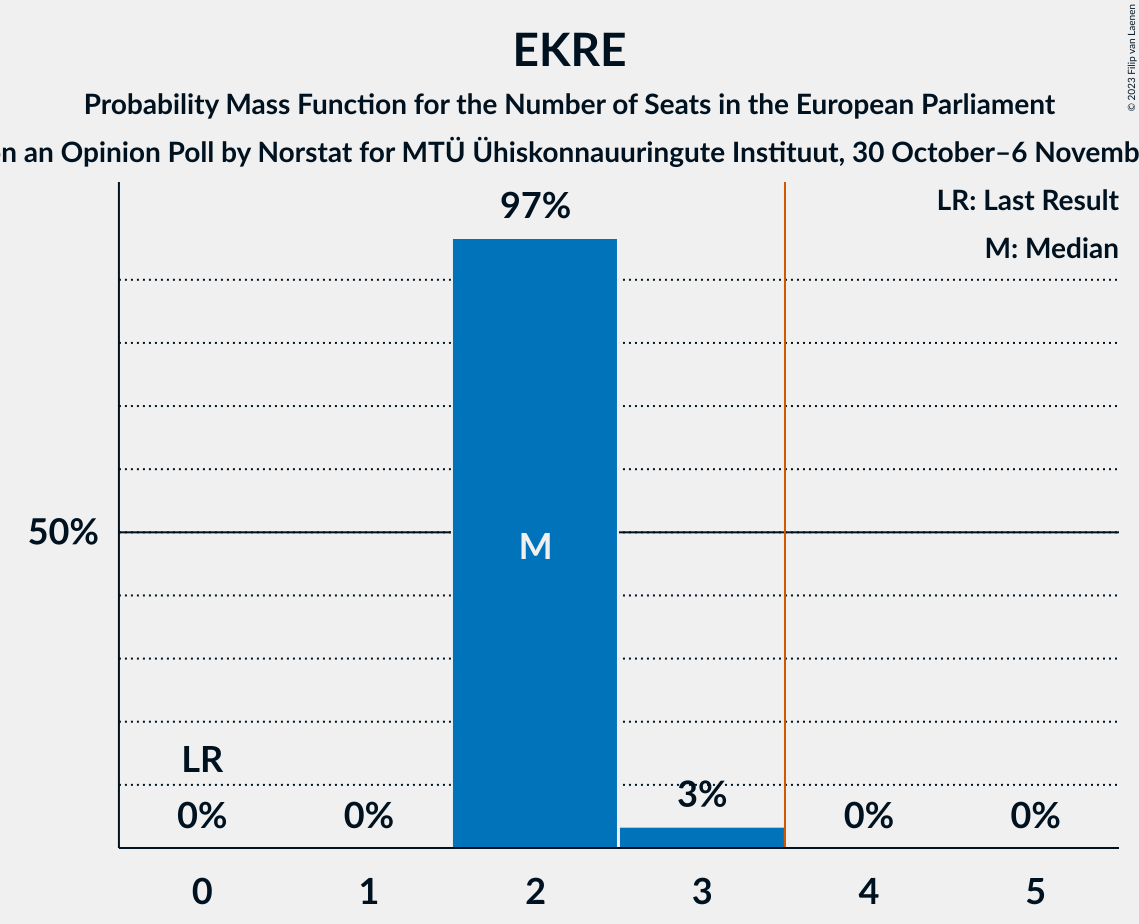 EKRE
Probability Mass Function for the Number of Seats in the European Parliament
an Opinion Poll by Norstat for MTÜ Ühiskonnauuringute Instituut, 30 October–6
© 2023 Filip van Laenen
LR: Last Result
M: Median
97%
50%
M
LR
0%
0%
3%
0%
0%
0
1
2
3
4
5